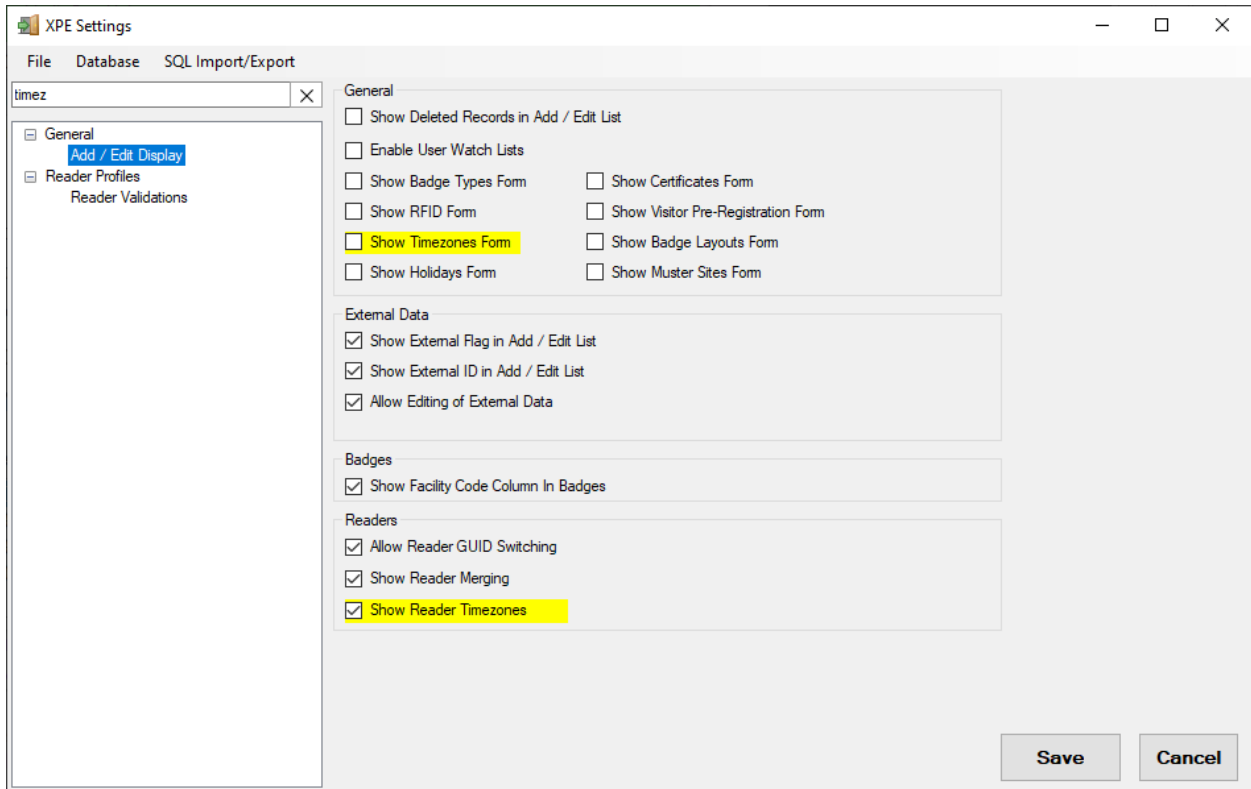 XPE Settings
File Database SQL Import/Export
timez
General
Add / Edit Display
Reader Profiles
Reader Validations
General
Show Deleted Records in Add / Edit List
Enable User Watch Lists
Show Badge Types Form Show Certificates Form
Show RFID Form Show Visitor Pre-Registration Form
Show Timezones Form Show Badge Layouts Form
Show Holidays Form Show Muster Sites Form
External Data
Show External Flag in Add / Edit List
Show External ID in Add / Edit List
Allow Editing of External Data
Badges
Show Facility Code Column In Badges
Readers
Allow Reader GUID Switching
Show Reader Merging
Show Reader Timezones
Save Cancel